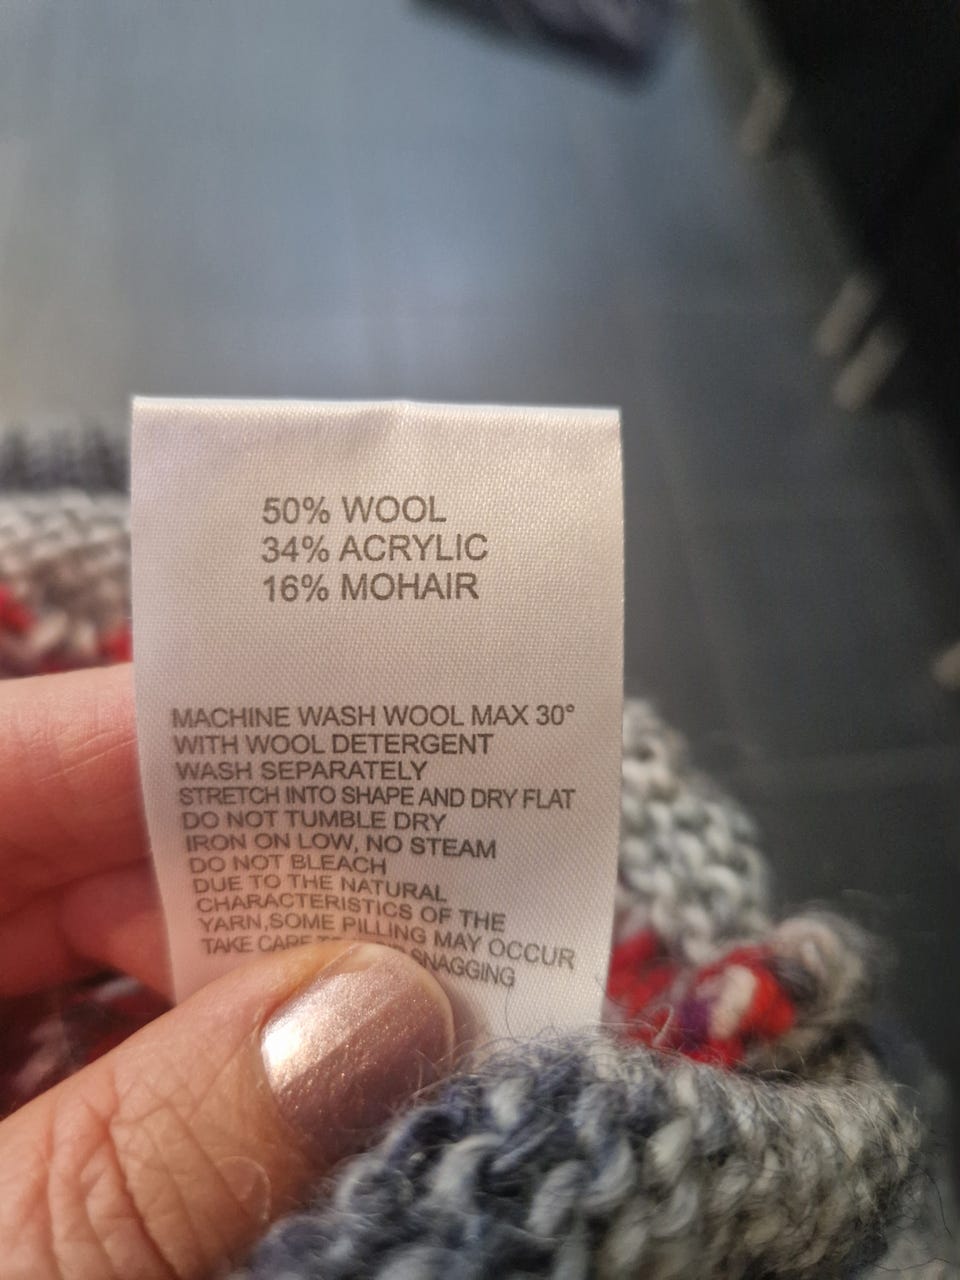 50% WOOL
34% ACRYLIC
16% MOHAIR
MACHINE WASH WOOL MAX 30°
WITH WOOL DETERGENT
WASH SEPARATELY
STRETCH INTO SHAPE AND DRY FLAT
DO NOT TUMBLE DRY
IRON ON LOW, NO STEAM
DO NOT BLEACH
DUE TO THE NATURAL
CHARACTERISTICS OF THE
YARN,SOME PILLING MAY OCCUR
TAKE CARE SNAGGING